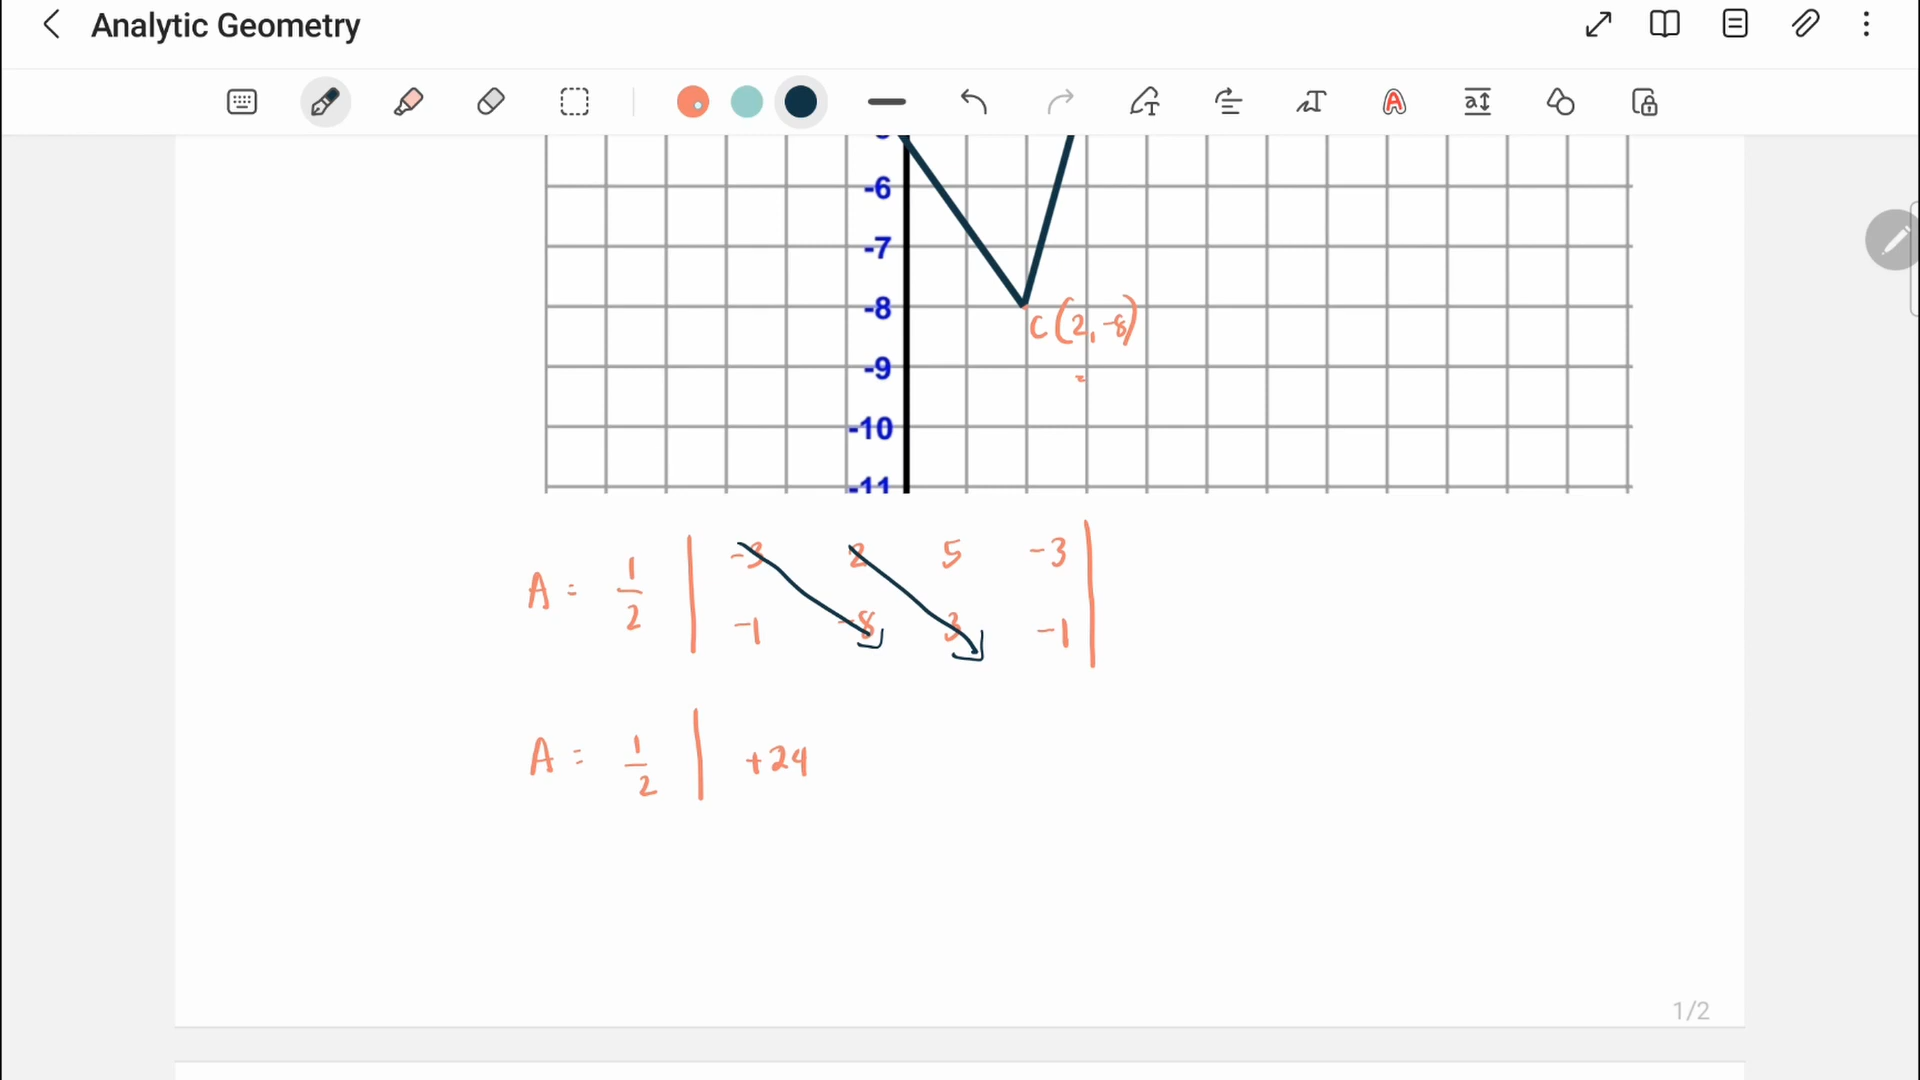 Analytic Geometry
-6
-7
-8
C(2, -8)
-9
=
-10
-11
A = 1/2 | -3 2 5 -3 |
-1 -8 3 -1
A = 1/2 | +24
1/2